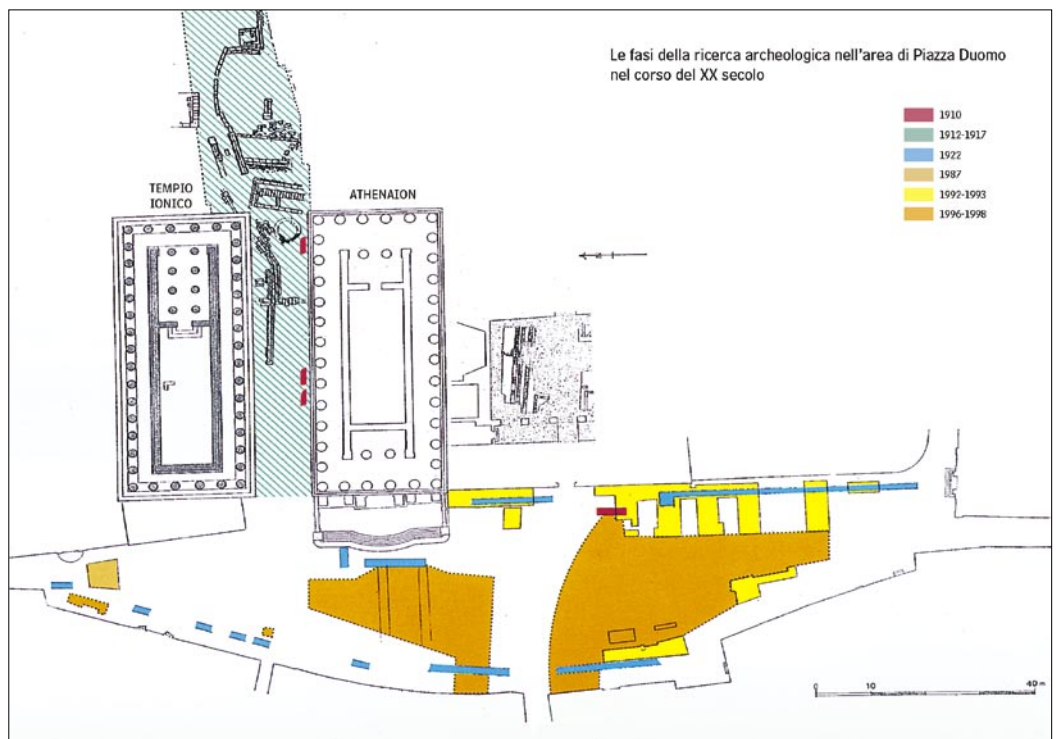 Le fasi della ricerca archeologica nell'area di Piazza Duomo
nel corso del XX secolo
1910
1912-1917
1922
1987
1992-1993
1996-1998
TEMPIO
IONICO
ATHENAION
0 10 40 m